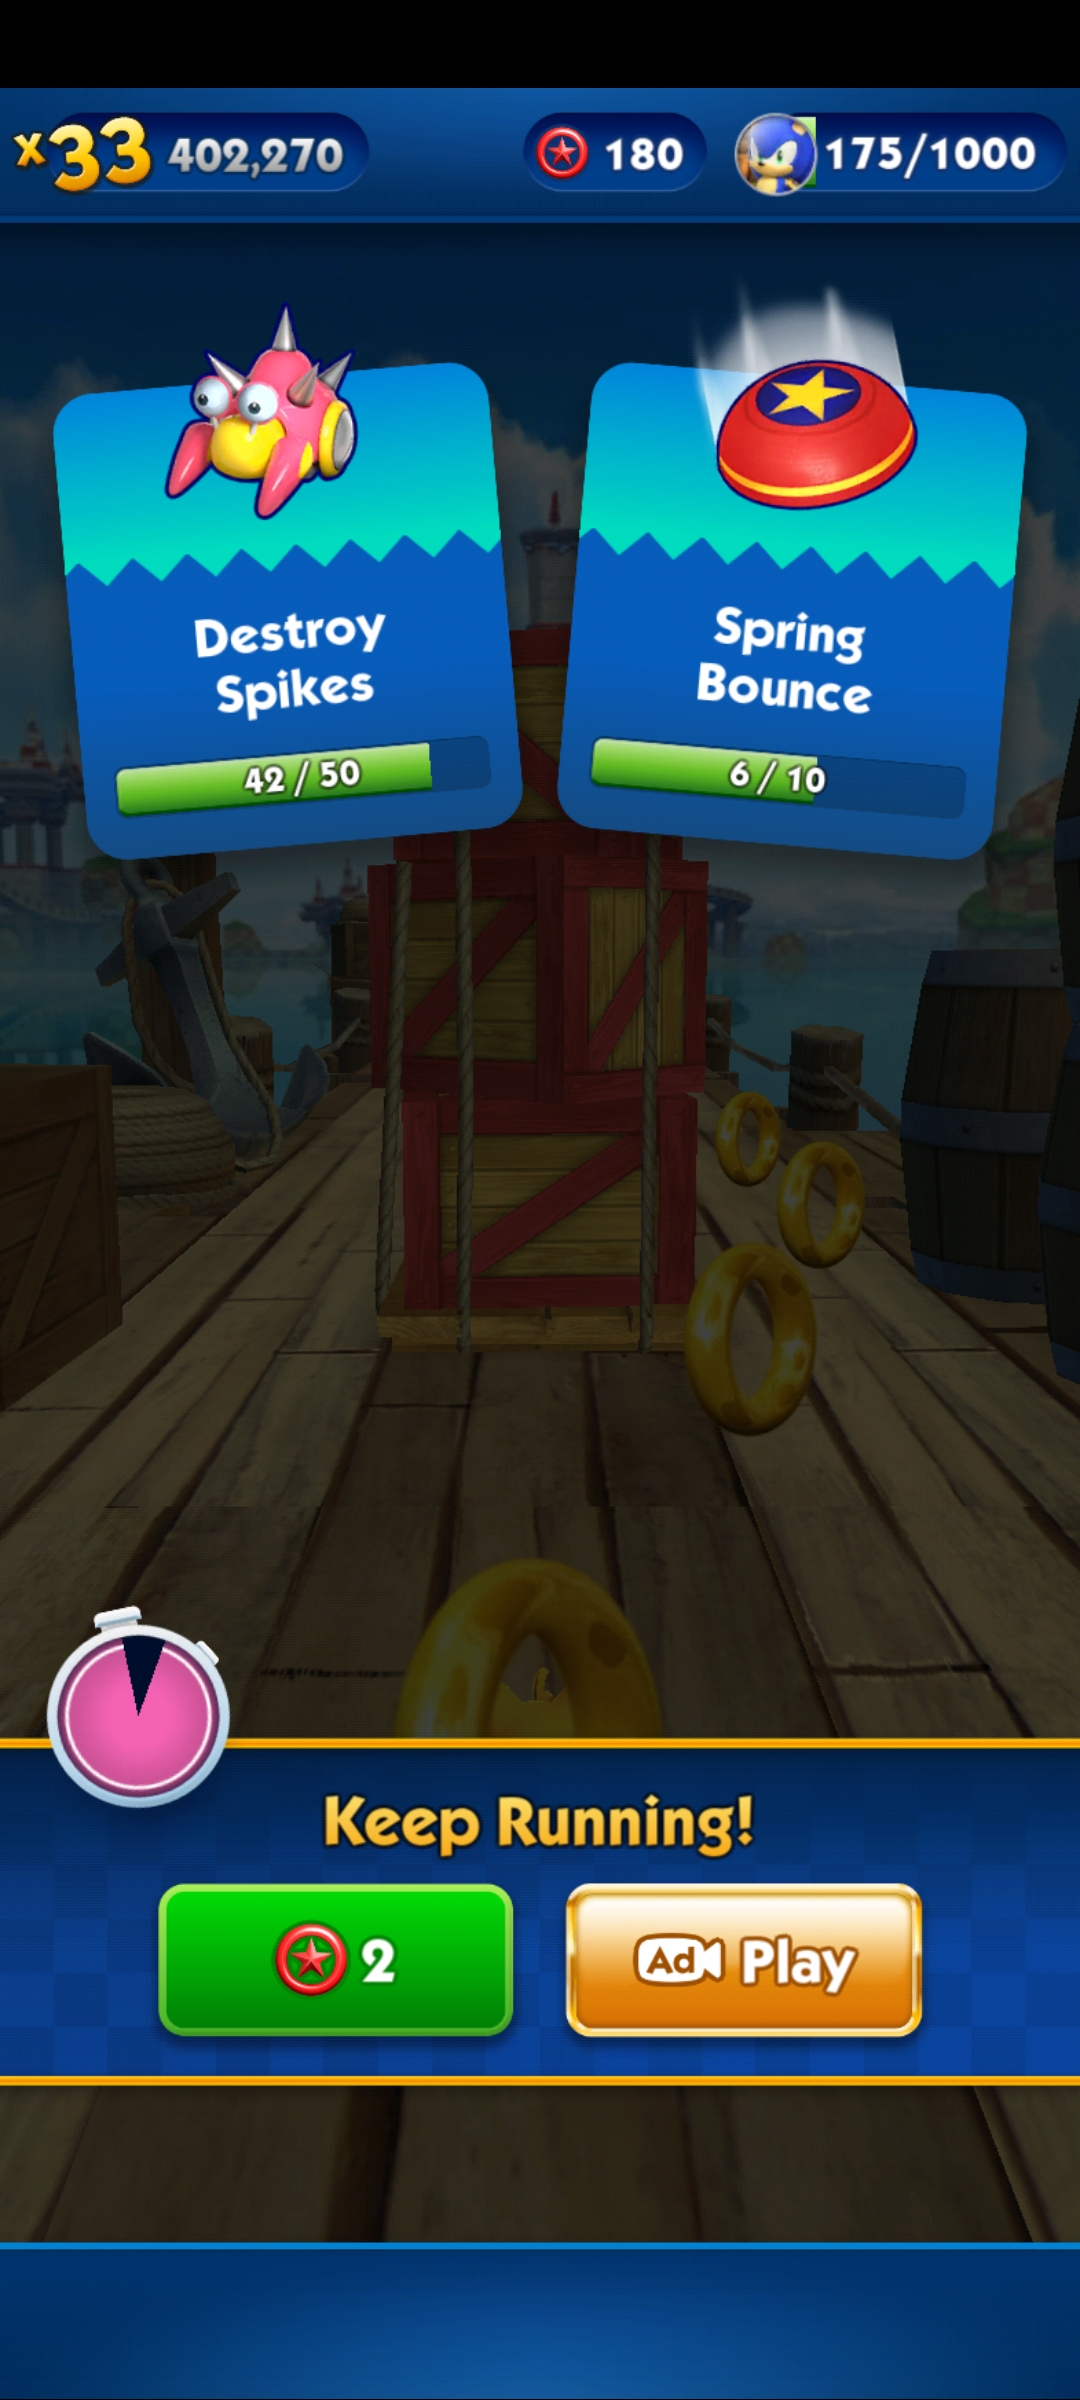 x33 402,270 180 175/1000
Destroy
Spikes
42 / 50
Spring
Bounce
6 / 10
Keep Running!
2
Ad Play